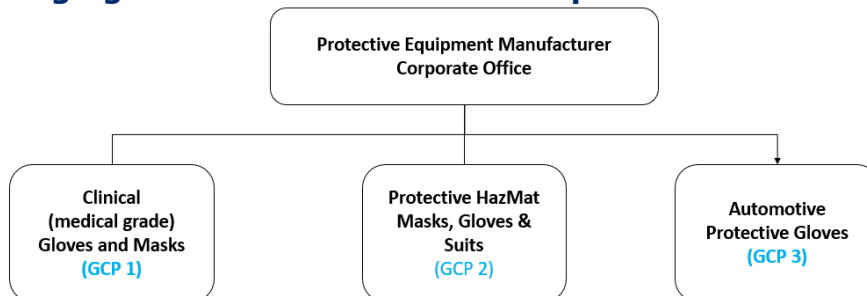 Protective Equipment Manufacturer
Corporate Office
Clinical
(medical grade)
Gloves and Masks
(GCP 1)
Protective HazMat
Masks, Gloves &
Suits
(GCP 2)
Automotive
Protective Gloves
(GCP 3)